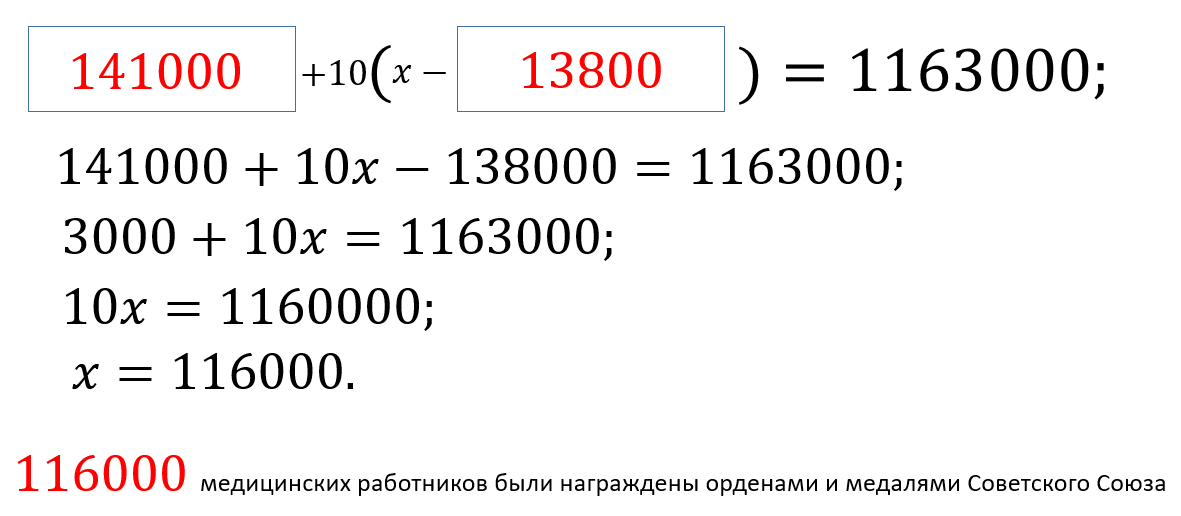 141000 +10(x − 13800 ) = 1163000;
141000 + 10x − 138000 = 1163000;
3000 + 10x = 1163000;
10x = 1160000;
x = 116000.
116000 медицинских работников были награждены орденами и медалями Советского Союза